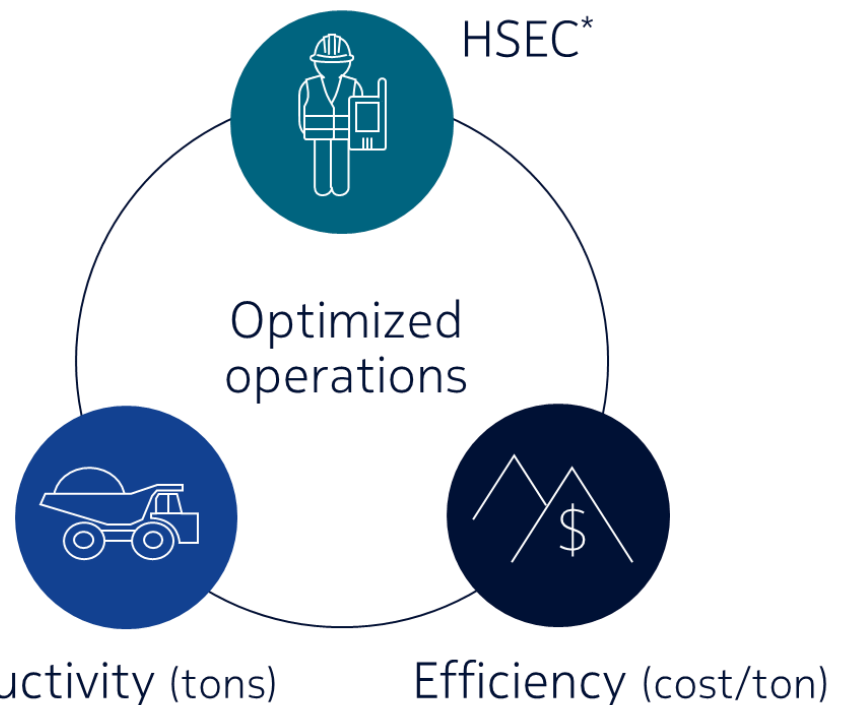 HSEC*
Optimized
operations
uctivity (tons)
Efficiency (cost/ton)
$